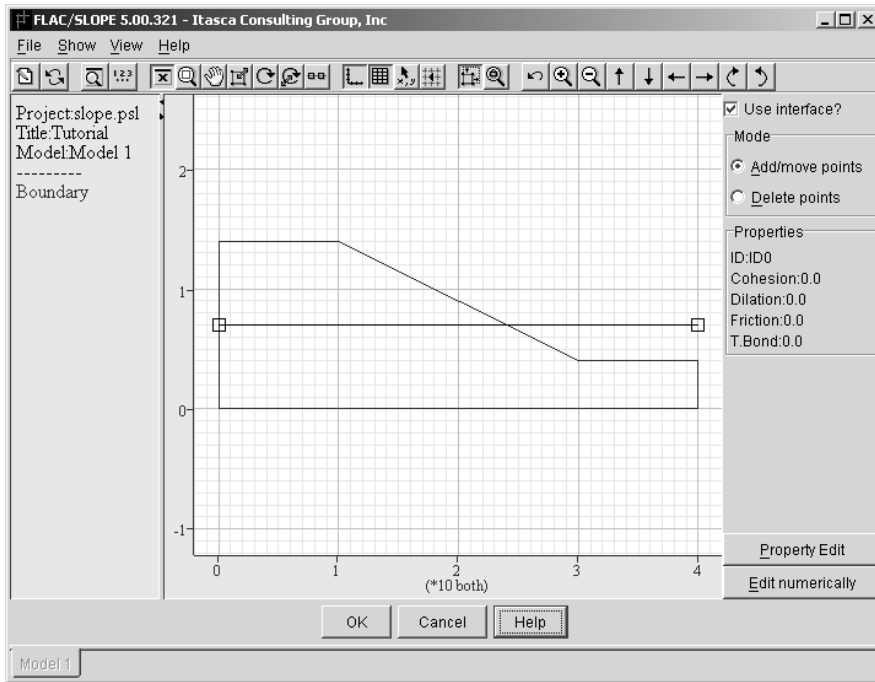 FLAC/SLOPE 5.00.321 - Itasca Consulting Group, Inc
File Show View Help
1.2.3
x,y
Project:slope.psl
Title:Tutorial
Model:Model 1
---------
Boundary
2
1
0
-1
0 1 2 3 4
(*10 both)
Use interface?
Mode
Add/move points
Delete points
Properties
ID:ID0
Cohesion:0.0
Dilation:0.0
Friction:0.0
T.Bond:0.0
Property Edit
Edit numerically
OK Cancel Help
Model 1